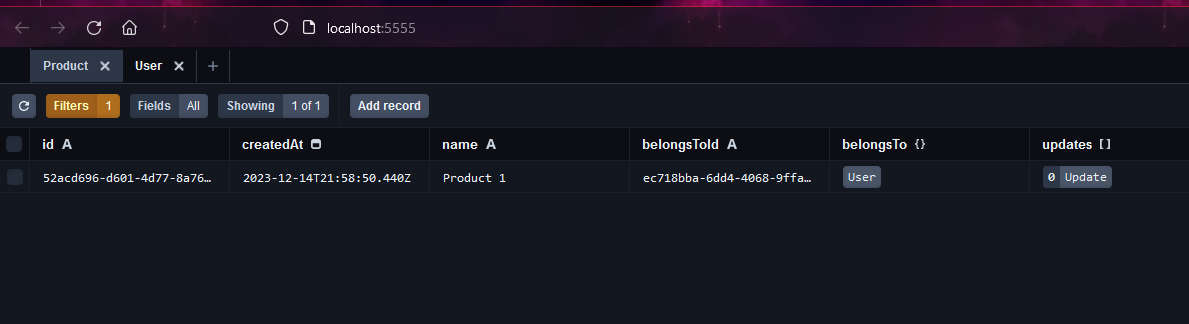 localhost:5555
Product User
Filters 1 Fields All Showing 1 of 1 Add record
id A createdAt name A belongsToId A belongsTo {} updates []
52acd696-d601-4d77-8a76… 2023-12-14T21:58:50.440Z Product 1 ec718bba-6dd4-4068-9ffa… User 0 Update